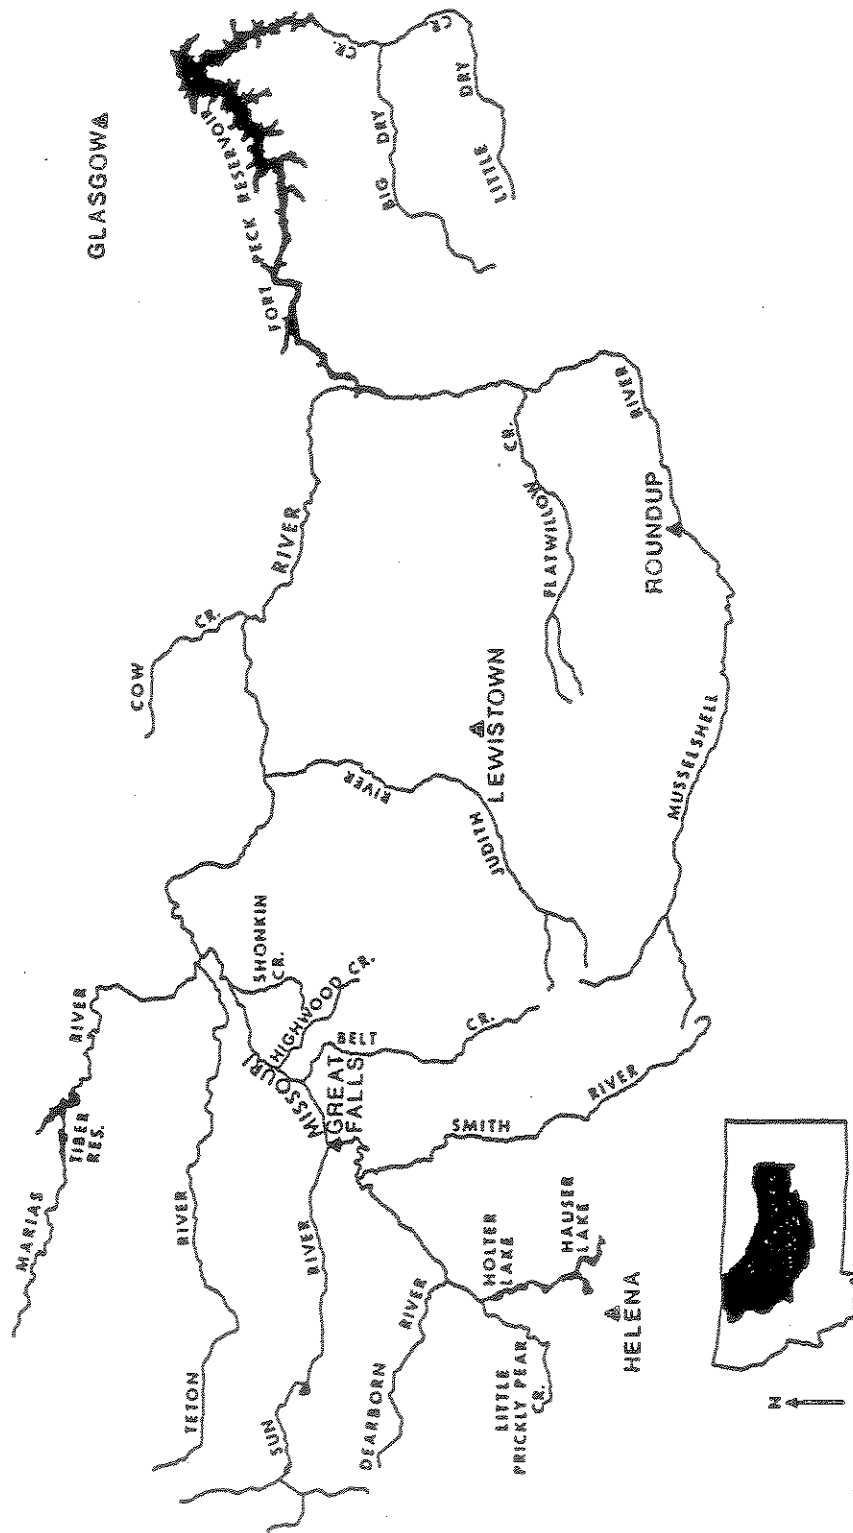 MARIAS
RIVER
TIBER
RES.
TETON
RIVER
SUN
RIVER
MISSOURI
GREAT
FALLS
SHONKIN
CR.
HIGHWOOD
CR.
BELT
CR.
SMITH
RIVER
DEARBORN
RIVER
LITTLE
PRICKLY PEAR
CR.
HOLTER
LAKE
HAUSER
LAKE
HELENA
COW
CR.
RIVER
JUDITH
RIVER
LEWISTOWN
FLATWILLOW
CR.
MUSSELSHELL
RIVER
ROUNDUP
FORT PECK RESERVOIR
GLASGOW
BIG DRY
CR.
LITTLE DRY
CR.
N